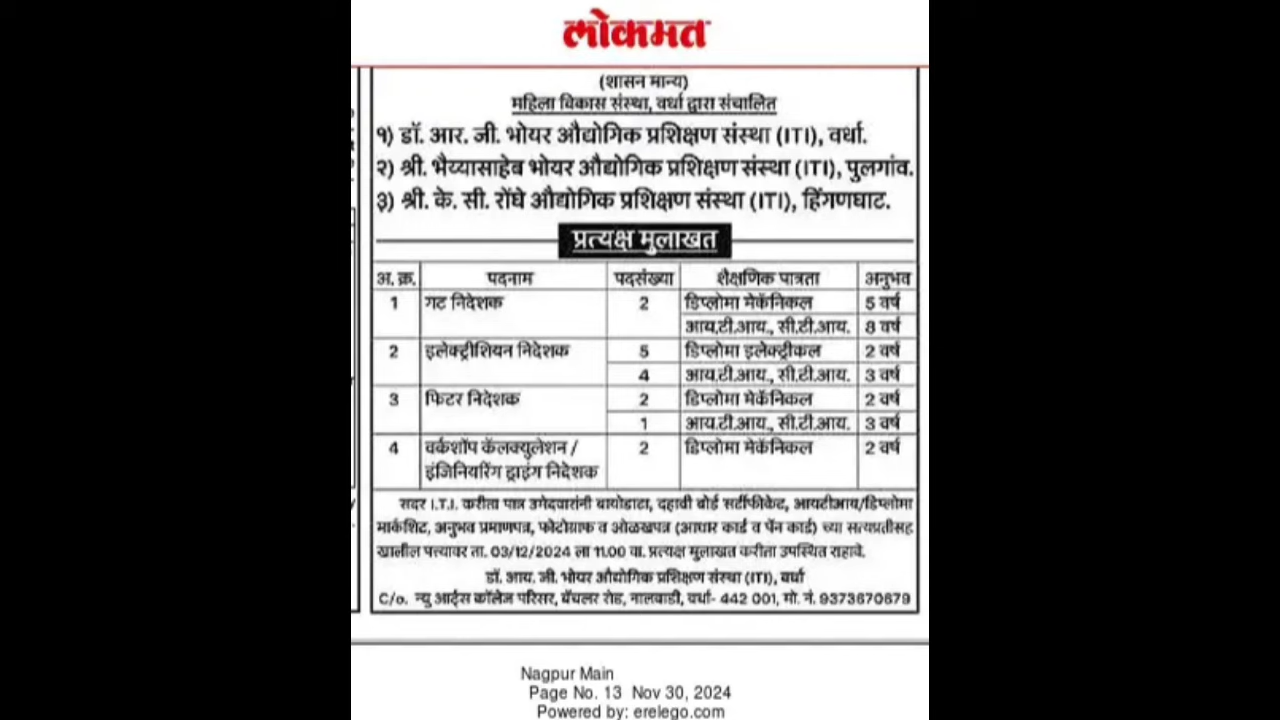 लोकमत
(शासन मान्य)
महिला विकास संस्था, वर्धा द्वारा संचालित
१) डॉ. आर. जी. भोयर औद्योगिक प्रशिक्षण संस्था (ITI), वर्धा.
२) श्री. भैय्यासाहेब भोयर औद्योगिक प्रशिक्षण संस्था (ITI), पुलगांव.
३) श्री. के. सी. रोंघे औद्योगिक प्रशिक्षण संस्था (ITI), हिंगणघाट.
प्रत्यक्ष मुलाखत
अ. क्र. पदनाम पदसंख्या शैक्षणिक पात्रता अनुभव
1 गट निदेशक 2 डिप्लोमा मेकॅनिकल 5 वर्ष
आय.टी.आय., सी.टी.आय. 8 वर्ष
2 इलेक्ट्रीशियन निदेशक 5 डिप्लोमा इलेक्ट्रीकल 2 वर्ष
4 आय.टी.आय., सी.टी.आय. 3 वर्ष
3 फिटर निदेशक 2 डिप्लोमा मेकॅनिकल 2 वर्ष
1 आय.टी.आय., सी.टी.आय. 3 वर्ष
4 वर्कशॉप कॅलक्युलेशन / 2 डिप्लोमा मेकॅनिकल 2 वर्ष
इंजिनियरिंग ड्राइंग निदेशक
सदर I.T.I. करीता पात्र उमेदवारांनी बायोडाटा, दहावी बोर्ड सर्टीफीकेट, आयटीआय/डिप्लोमा
मार्कशिट, अनुभव प्रमाणपत्र, फोटोग्राफ व ओळखपत्र (आधार कार्ड व पॅन कार्ड) च्या सत्यप्रतीसह
खालील पत्त्यावर ता. 03/12/2024 ला 11.00 वा. प्रत्यक्ष मुलाखत करीता उपस्थित राहावे.
डॉ. आय. जी. भोयर औद्योगिक प्रशिक्षण संस्था (ITI), वर्धा
C/o. न्यु आर्ट्स कॉलेज परिसर, बॅचलर रोड, नालवाडी, वर्धा- 442 001, मो. नं. 9373670679
Nagpur Main
Page No. 13 Nov 30, 2024
Powered by: erelego.com